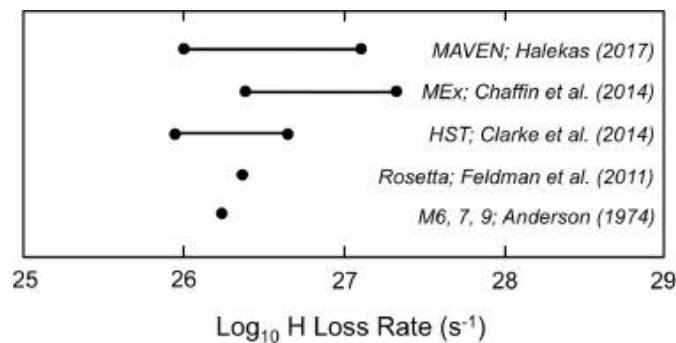 MAVEN; Halekas (2017)
MEx; Chaffin et al. (2014)
HST; Clarke et al. (2014)
Rosetta; Feldman et al. (2011)
M6, 7, 9; Anderson (1974)
25 26 27 28 29
Log₁₀ H Loss Rate (s⁻¹)